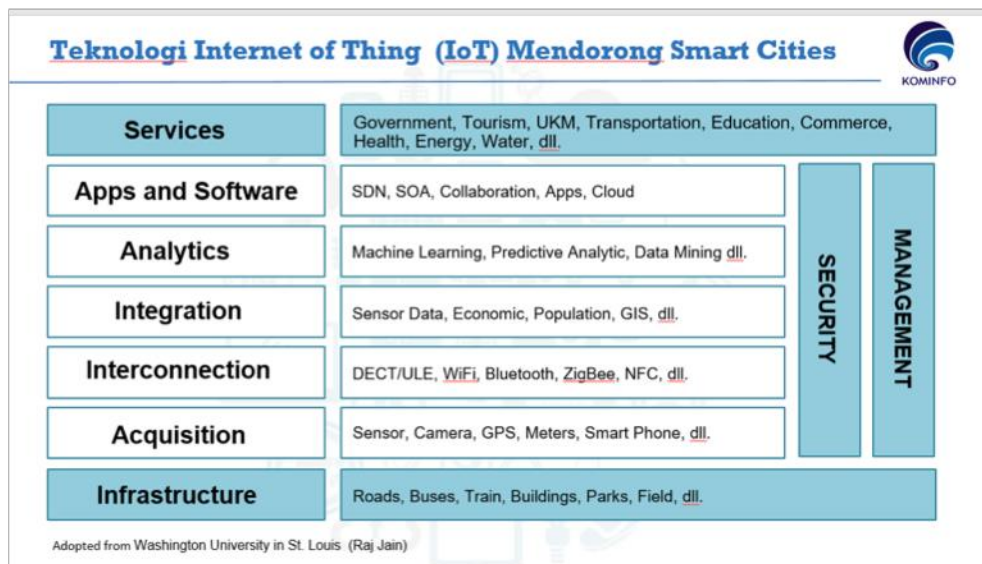 Teknologi Internet of Thing (IoT) Mendorong Smart Cities
KOMINFO
Services
Government, Tourism, UKM, Transportation, Education, Commerce,
Health, Energy, Water, dll.
Apps and Software
SDN, SOA, Collaboration, Apps, Cloud
Analytics
Machine Learning, Predictive Analytic, Data Mining dll.
Integration
Sensor Data, Economic, Population, GIS, dll.
Interconnection
DECT/ULE, WiFi, Bluetooth, ZigBee, NFC, dll.
Acquisition
Sensor, Camera, GPS, Meters, Smart Phone, dll.
SECURITY
MANAGEMENT
Infrastructure
Roads, Buses, Train, Buildings, Parks, Field, dll.
Adopted from Washington University in St. Louis (Raj Jain)